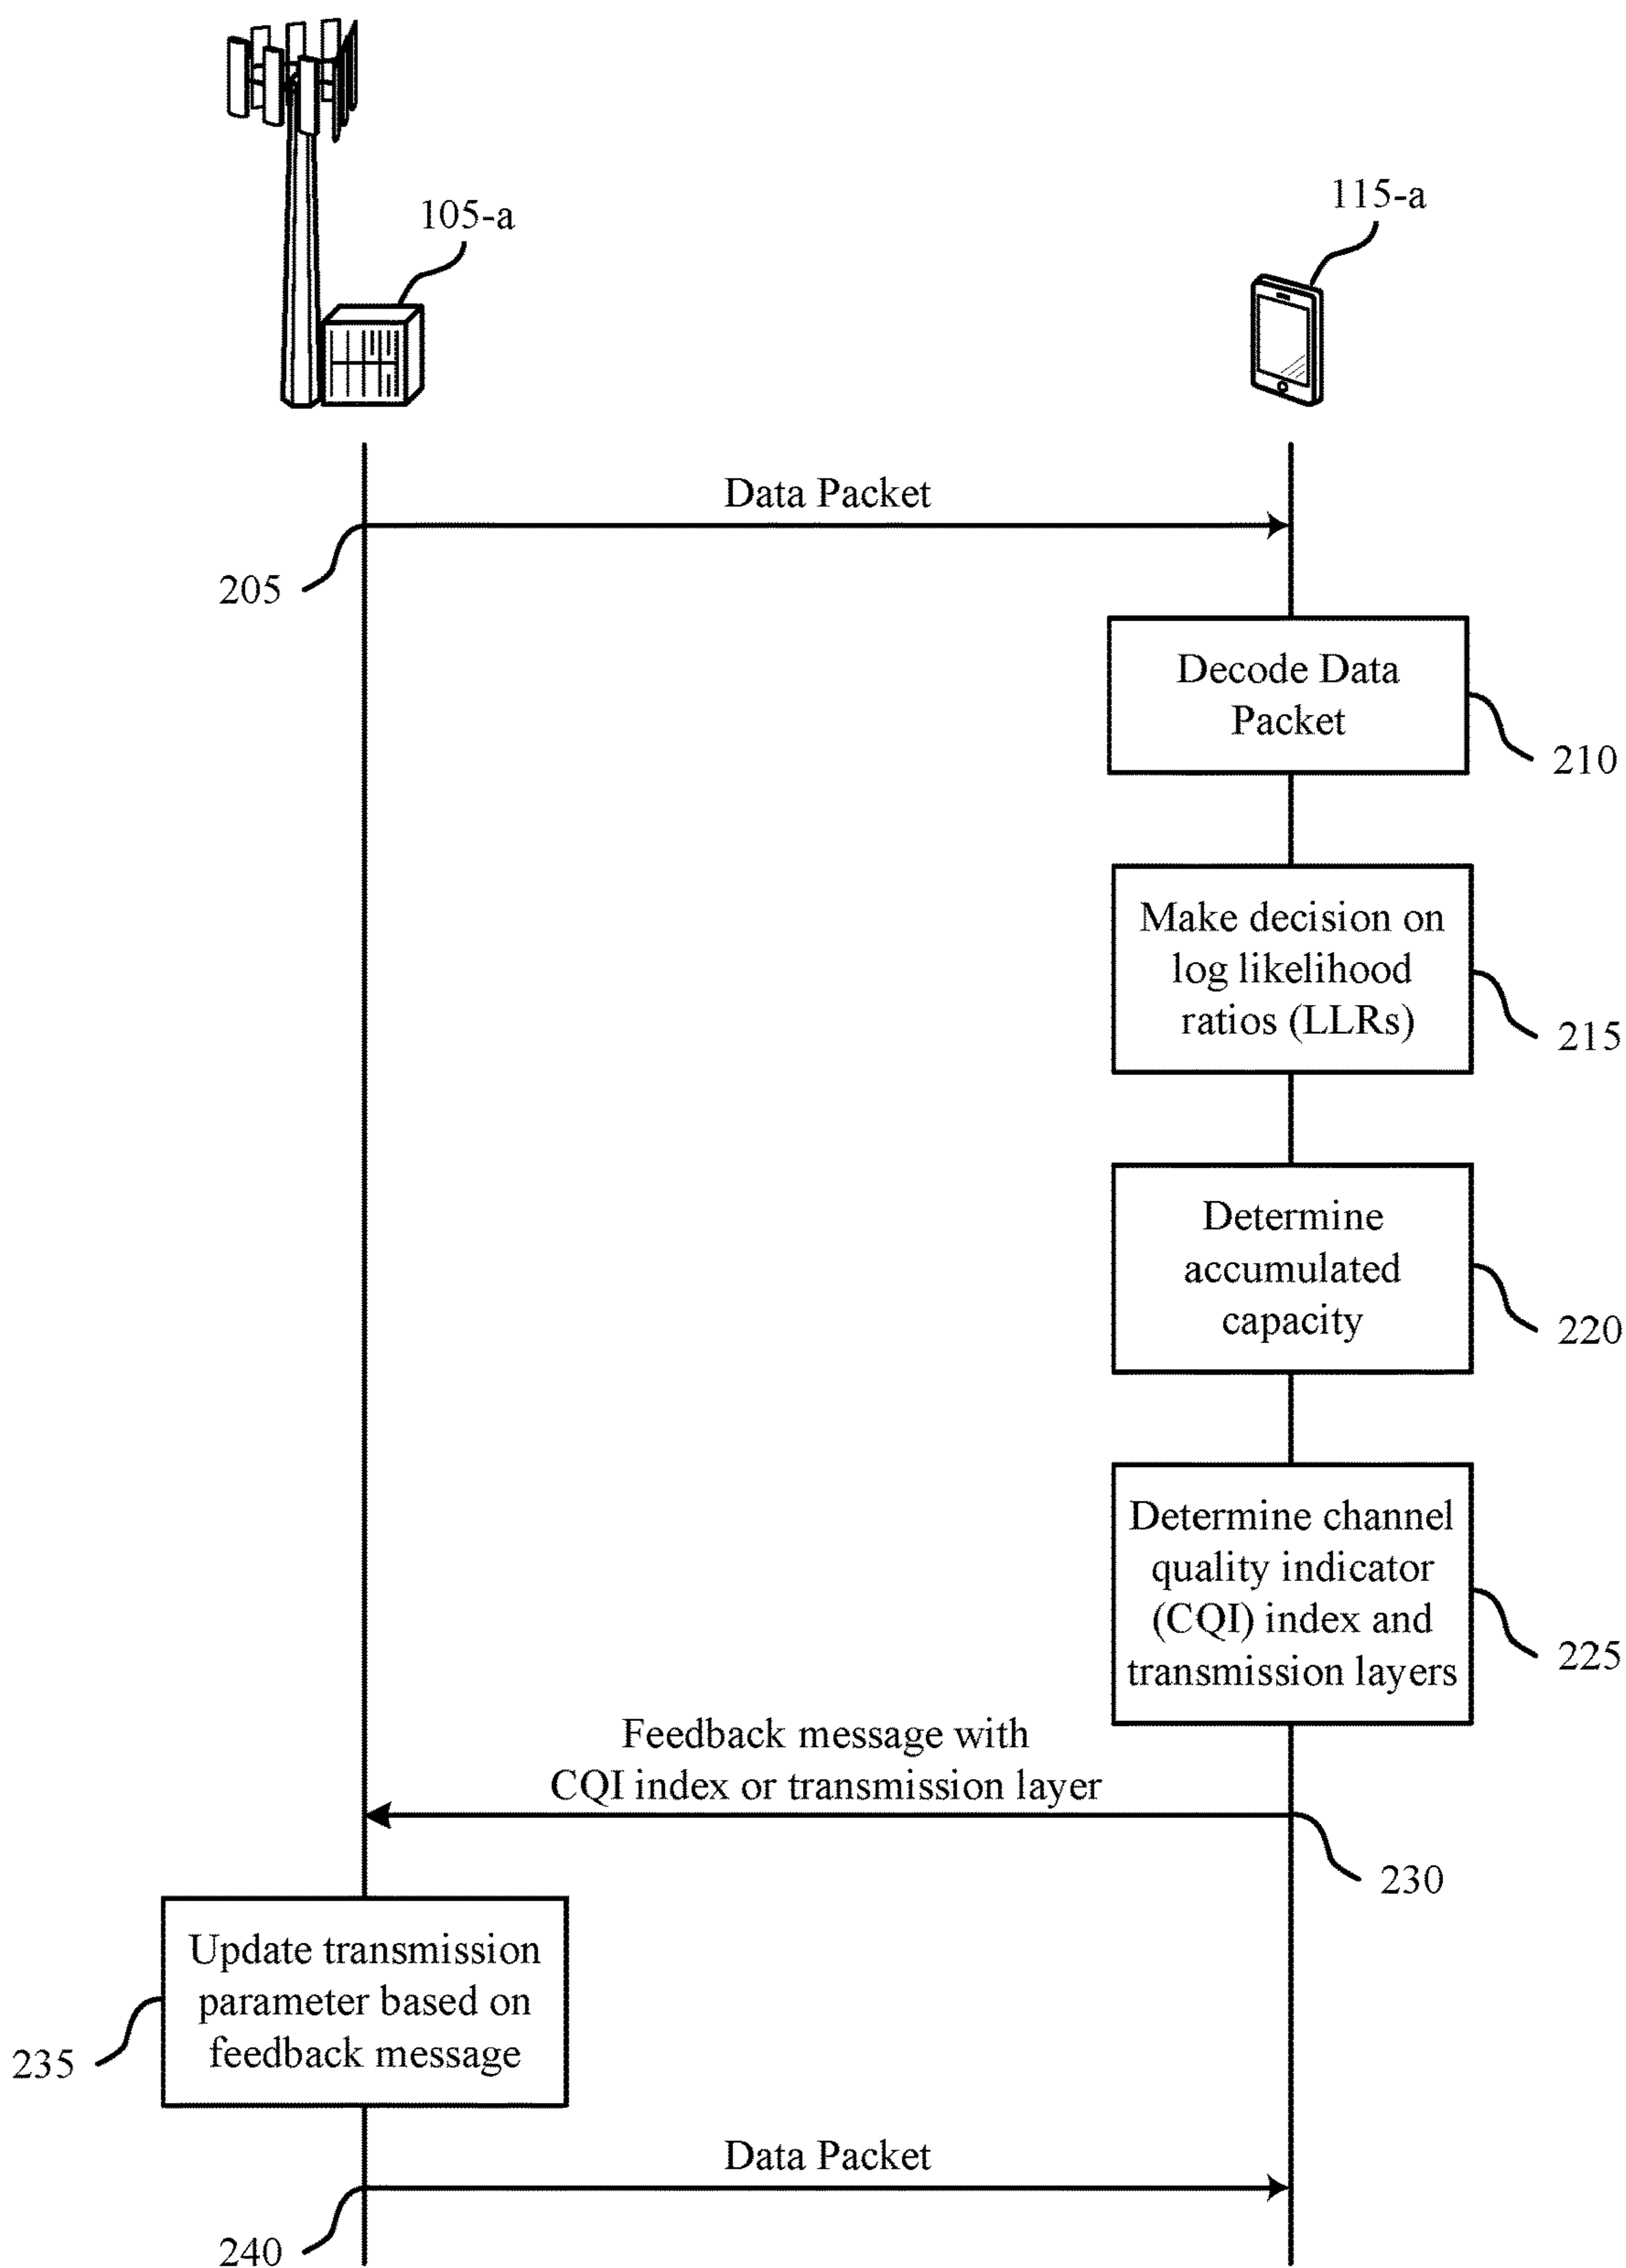 105-a
115-a
Data Packet
205
Decode Data
Packet
210
Make decision on
log likelihood
ratios (LLRs)
215
Determine
accumulated
capacity
220
Determine channel
quality indicator
(CQI) index and
transmission layers
225
Feedback message with
CQI index or transmission layer
230
Update transmission
parameter based on
feedback message
235
Data Packet
240